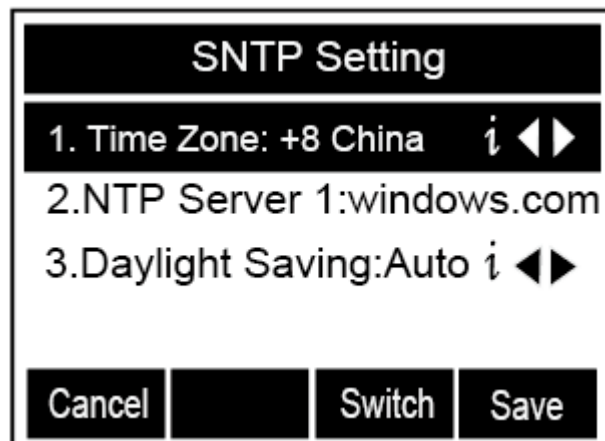 SNTP Setting
1. Time Zone: +8 China i
2.NTP Server 1:windows.com
3.Daylight Saving:Auto i
Cancel Switch Save